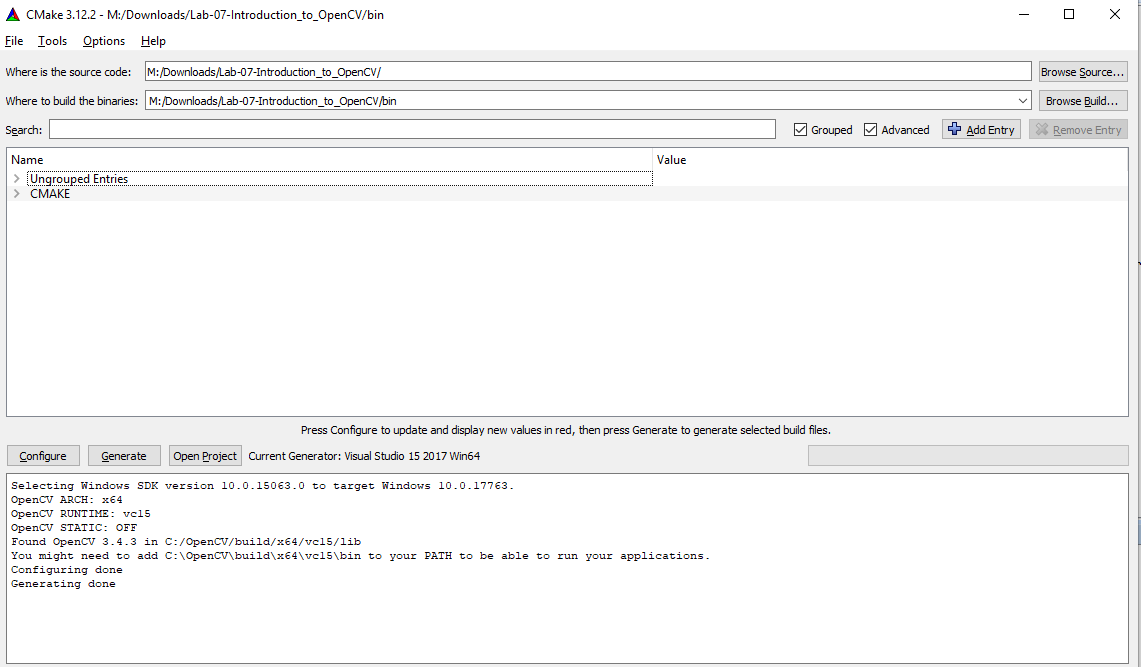 CMake 3.12.2 - M:/Downloads/Lab-07-Introduction_to_OpenCV/bin
File Tools Options Help
Where is the source code: M:/Downloads/Lab-07-Introduction_to_OpenCV/ Browse Source...
Where to build the binaries: M:/Downloads/Lab-07-Introduction_to_OpenCV/bin Browse Build...
Search: Grouped Advanced Add Entry Remove Entry
Name Value
Ungrouped Entries
CMAKE
Press Configure to update and display new values in red, then press Generate to generate selected build files.
Configure Generate Open Project Current Generator: Visual Studio 15 2017 Win64
Selecting Windows SDK version 10.0.15063.0 to target Windows 10.0.17763.
OpenCV ARCH: x64
OpenCV RUNTIME: vc15
OpenCV STATIC: OFF
Found OpenCV 3.4.3 in C:/OpenCV/build/x64/vc15/lib
You might need to add C:\OpenCV\build\x64\vc15\bin to your PATH to be able to run your applications.
Configuring done
Generating done